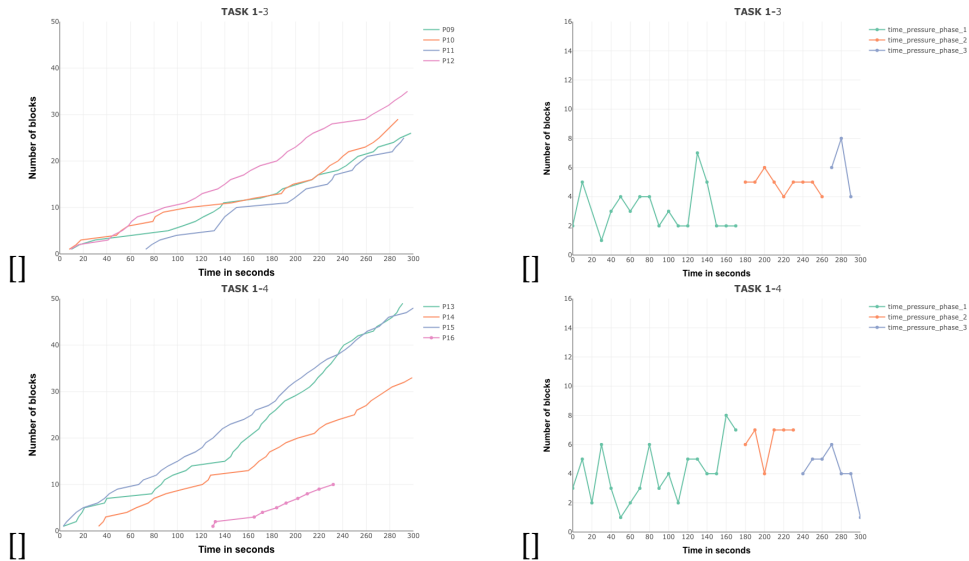 TASK 1-3
P09
P10
P11
P12
50
40
30
20
10
0
Number of blocks
0 20 40 60 80 100 120 140 160 180 200 220 240 260 280 300
Time in seconds
[]
TASK 1-3
time_pressure_phase_1
time_pressure_phase_2
time_pressure_phase_3
16
14
12
10
8
6
4
2
0
Number of blocks
0 20 40 60 80 100 120 140 160 180 200 220 240 260 280 300
Time in seconds
[]
TASK 1-4
P13
P14
P15
P16
50
40
30
20
10
0
Number of blocks
0 20 40 60 80 100 120 140 160 180 200 220 240 260 280 300
Time in seconds
[]
TASK 1-4
time_pressure_phase_1
time_pressure_phase_2
time_pressure_phase_3
16
14
12
10
8
6
4
2
0
Number of blocks
0 20 40 60 80 100 120 140 160 180 200 220 240 260 280 300
Time in seconds
[]